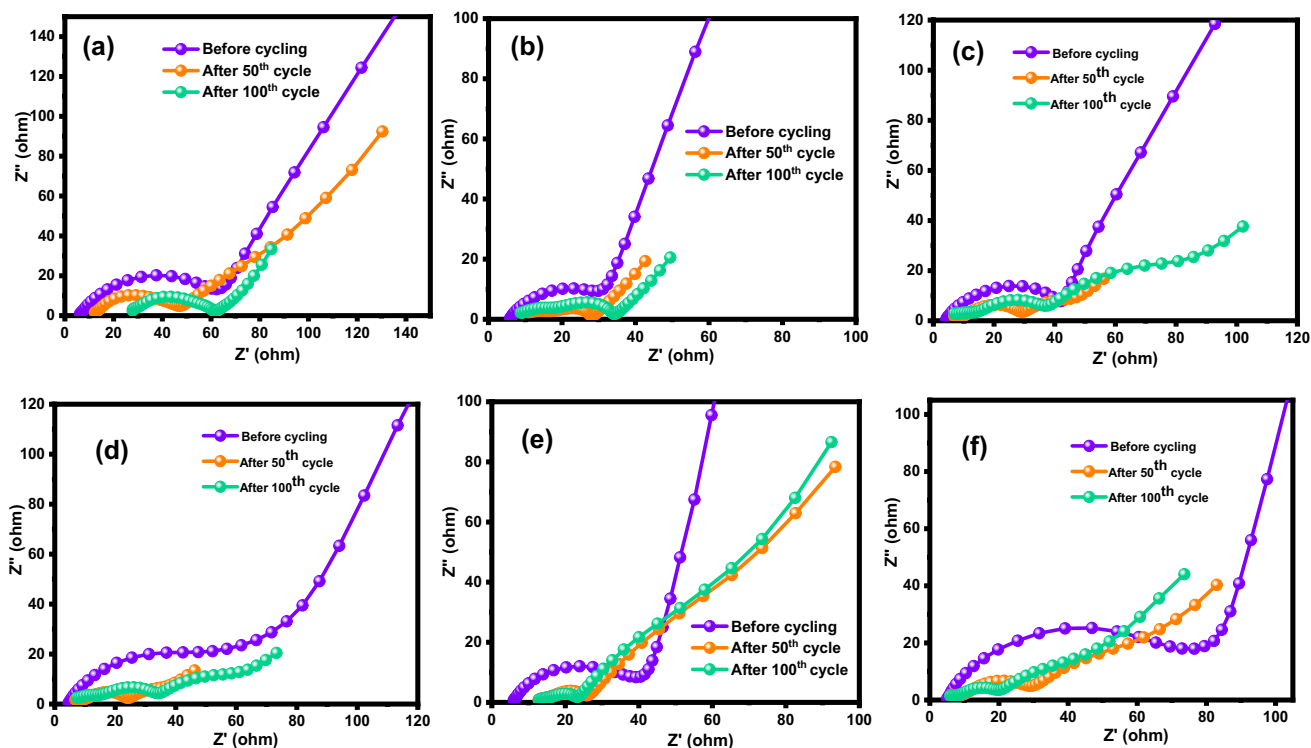 (a)
Before cycling
After 50th cycle
After 100th cycle
Z'' (ohm)
140
120
100
80
60
40
20
0
0 20 40 60 80 100 120 140
Z' (ohm)
(b)
Before cycling
After 50th cycle
After 100th cycle
Z'' (ohm)
100
80
60
40
20
0
0 20 40 60 80 100
Z' (ohm)
(c)
Before cycling
After 50th cycle
After 100th cycle
Z'' (ohm)
120
100
80
60
40
20
0
0 20 40 60 80 100 120
Z' (ohm)
(d)
Before cycling
After 50th cycle
After 100th cycle
Z'' (ohm)
120
100
80
60
40
20
0
0 20 40 60 80 100 120
Z' (ohm)
(e)
Before cycling
After 50th cycle
After 100th cycle
Z'' (ohm)
100
80
60
40
20
0
0 20 40 60 80 100
Z' (ohm)
(f)
Before cycling
After 50th cycle
After 100th cycle
Z'' (ohm)
100
80
60
40
20
0
0 20 40 60 80 100
Z' (ohm)